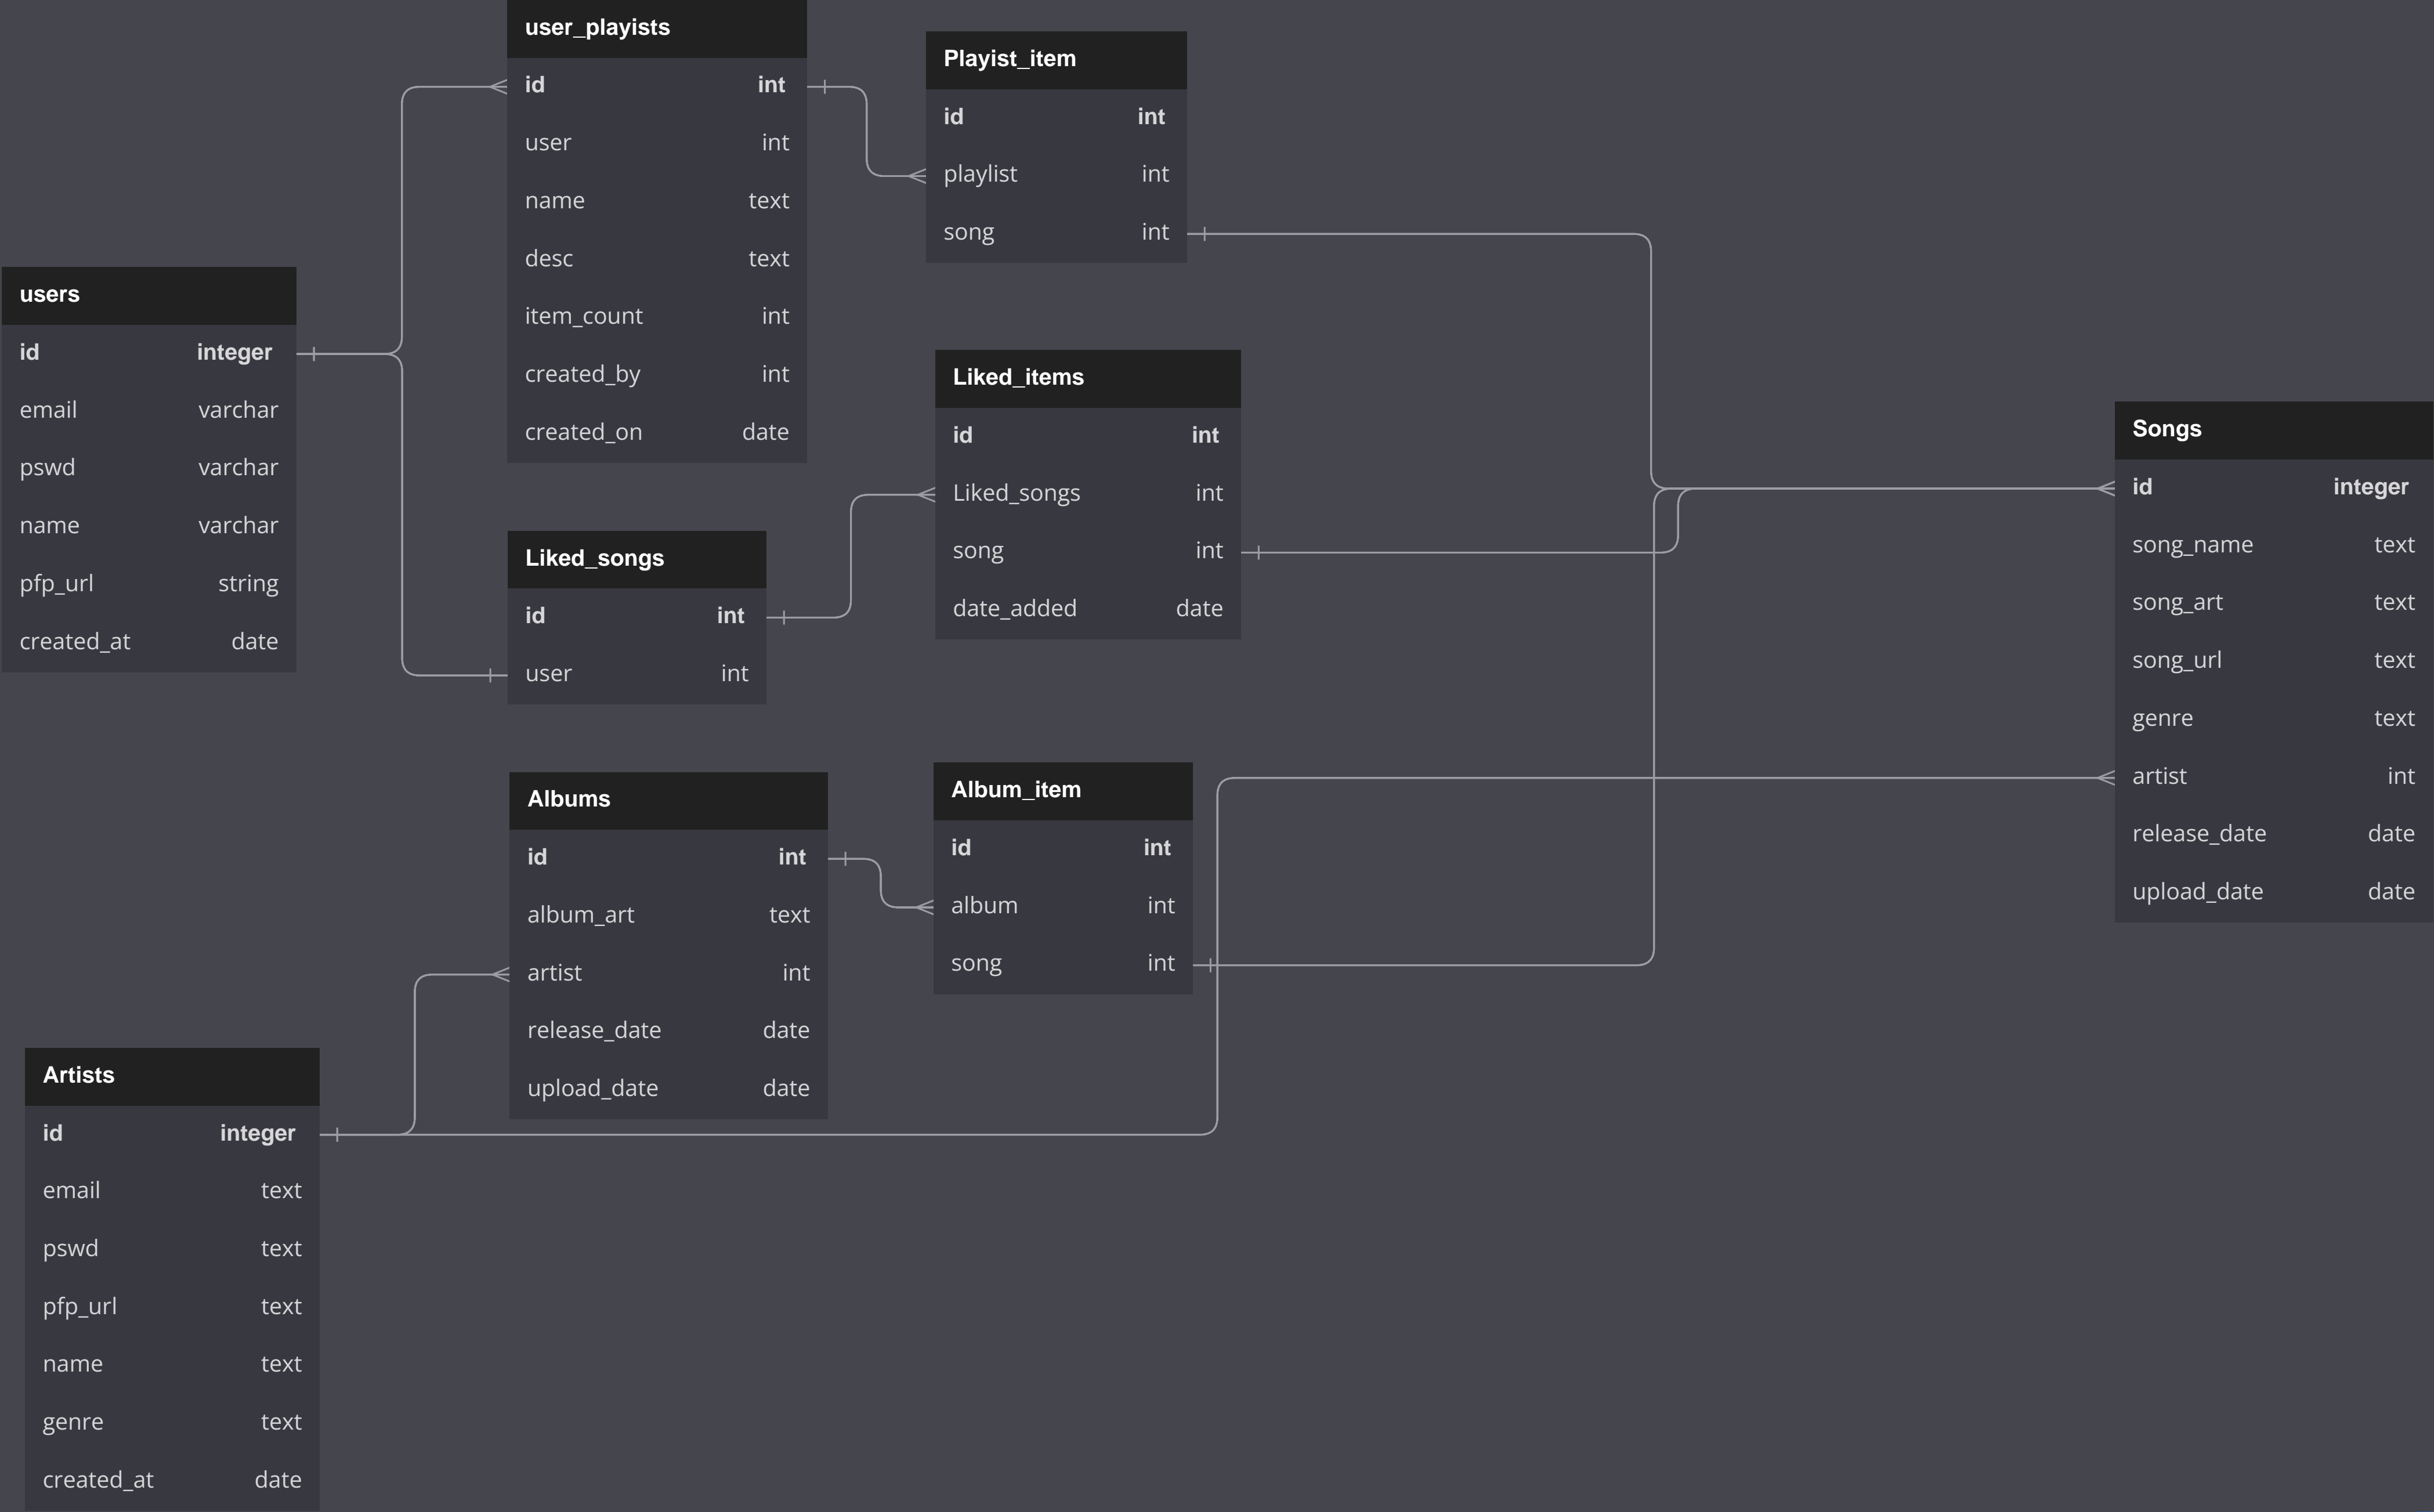 user_playists
id int
user int
name text
desc text
item_count int
created_by int
created_on date
Playist_item
id int
playlist int
song int
users
id integer
email varchar
pswd varchar
name varchar
pfp_url string
created_at date
Liked_items
id int
Liked_songs int
song int
date_added date
Songs
id integer
song_name text
song_art text
song_url text
genre text
artist int
release_date date
upload_date date
Liked_songs
id int
user int
Albums
id int
album_art text
artist int
release_date date
upload_date date
Album_item
id int
album int
song int
Artists
id integer
email text
pswd text
pfp_url text
name text
genre text
created_at date